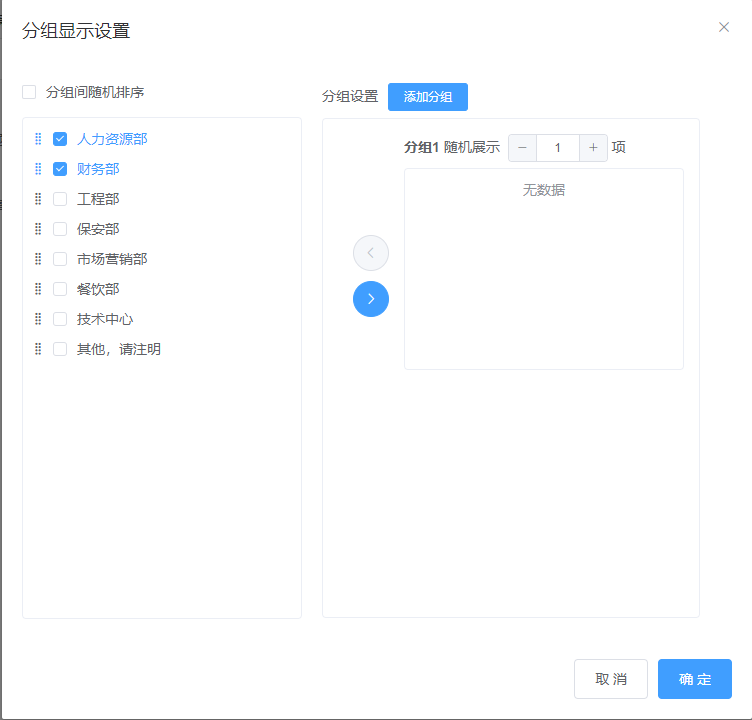 分组显示设置
分组间随机排序
人力资源部
财务部
工程部
保安部
市场营销部
餐饮部
技术中心
其他，请注明
分组设置 添加分组
分组1 随机展示 − 1 + 项
无数据
取 消 确 定